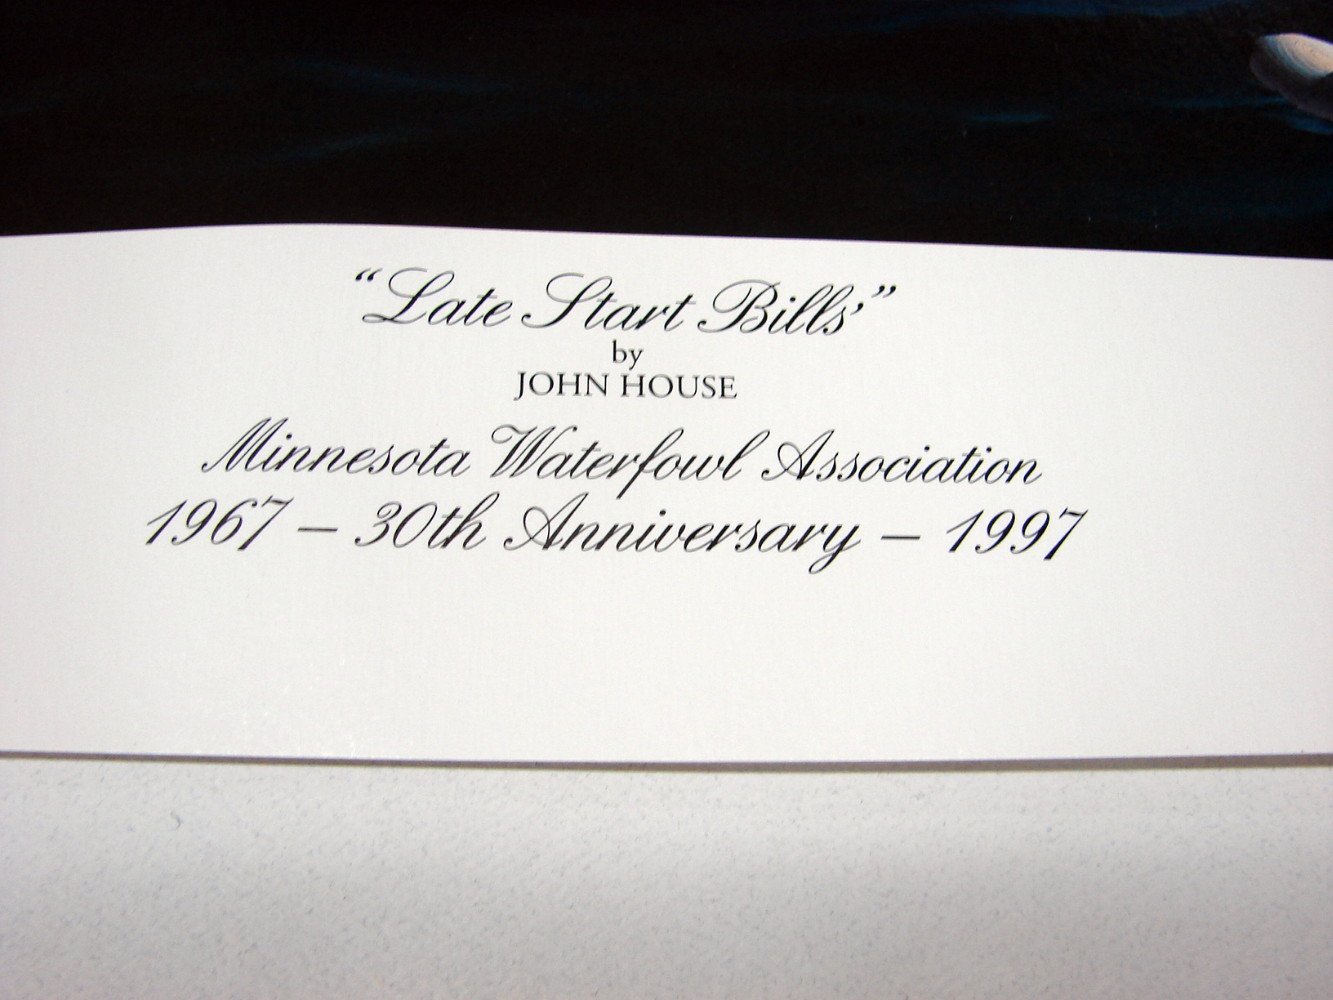 “Late Start Bills’”
by
JOHN HOUSE
Minnesota Waterfowl Association
1967 – 30th Anniversary – 1997